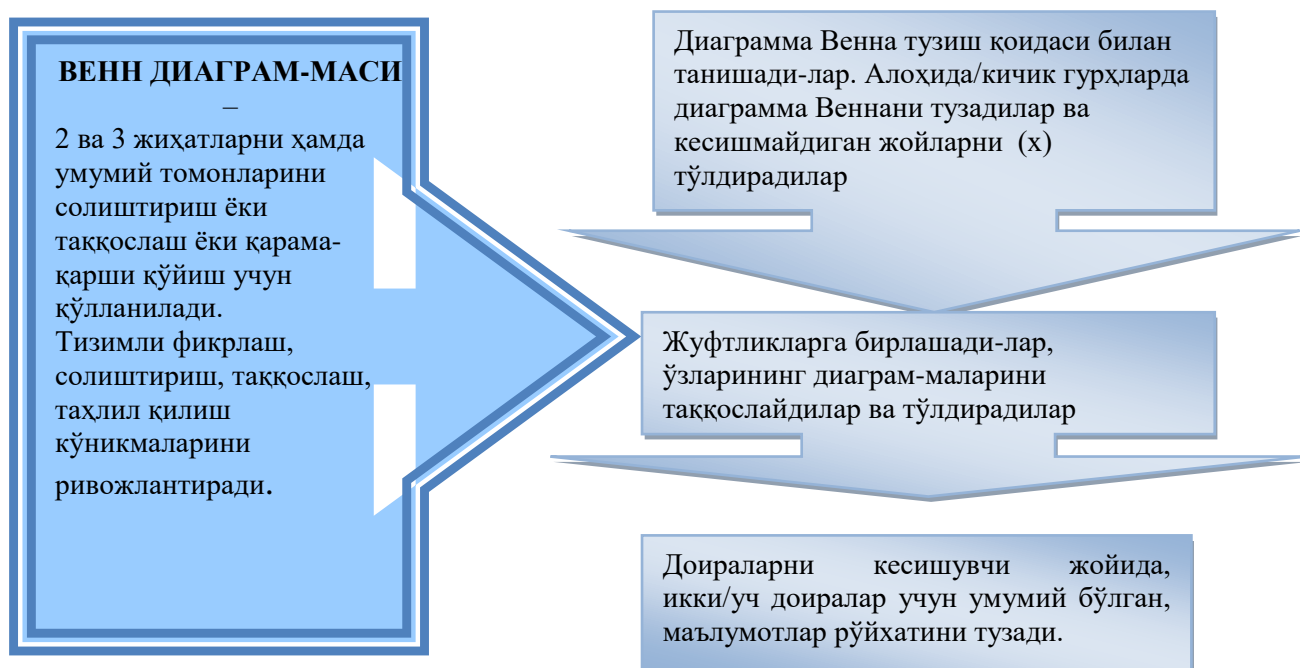 ВЕНН ДИАГРАМ-МАСИ
–
2 ва 3 жиҳатларни ҳамда
умумий томонларини
солиштириш ёки
таққослаш ёки қарама-
қарши қўйиш учун
қўлланилади.
Тизимли фикрлаш,
солиштириш, таққослаш,
таҳлил қилиш
кўникмаларини
ривожлантиради.
Диаграмма Венна тузиш қоидаси билан
танишади-лар. Алоҳида/кичик гурҳларда
диаграмма Веннани тузадилар ва
кесишмайдиган жойларни (х)
тўлдирадилар
Жуфтликларга бирлашади-лар,
ўзларининг диаграм-маларини
таққослайдилар ва тўлдирадилар
Доираларни кесишувчи жойида,
икки/уч доиралар учун умумий бўлган,
маълумотлар рўйхатини тузади.